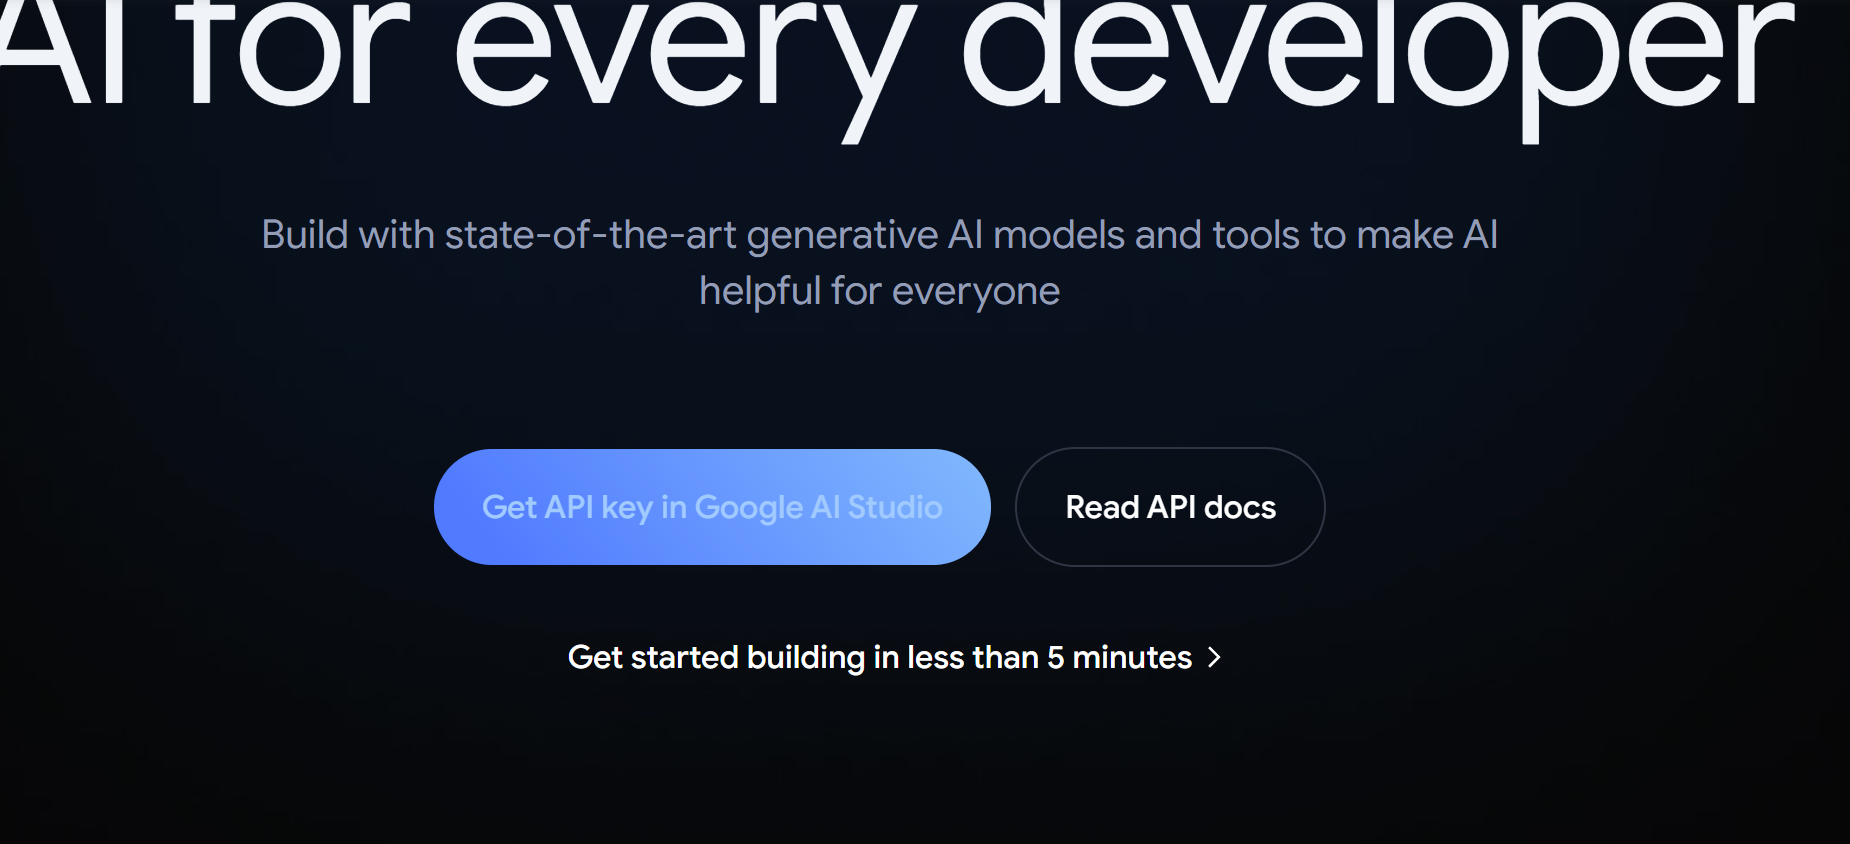 AI for every developer
Build with state-of-the-art generative AI models and tools to make AI
helpful for everyone
Get API key in Google AI Studio
Read API docs
Get started building in less than 5 minutes